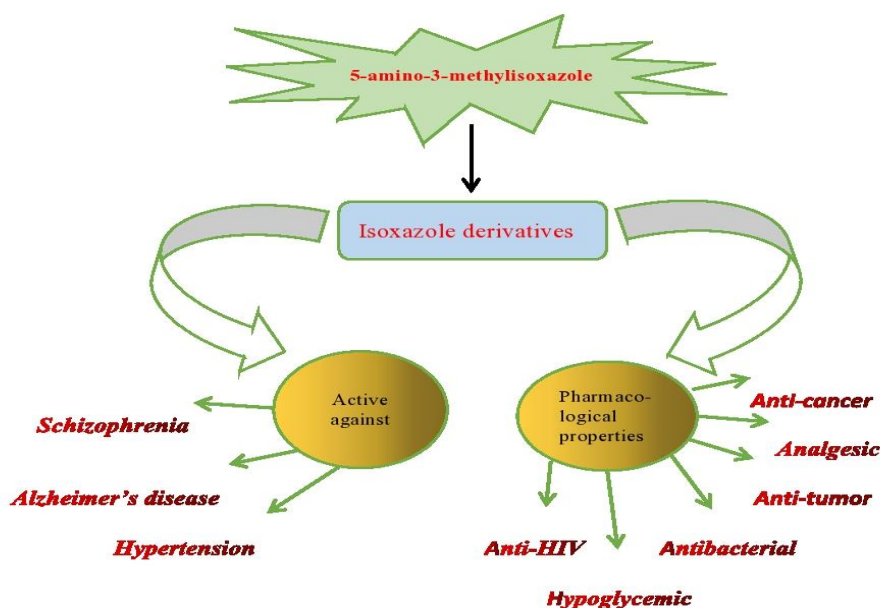 5-amino-3-methylisoxazole
Isoxazole derivatives
Active
against
Schizophrenia
Alzheimer’s disease
Hypertension
Pharmaco-
logical
properties
Anti-cancer
Analgesic
Anti-tumor
Anti-HIV
Antibacterial
Hypoglycemic